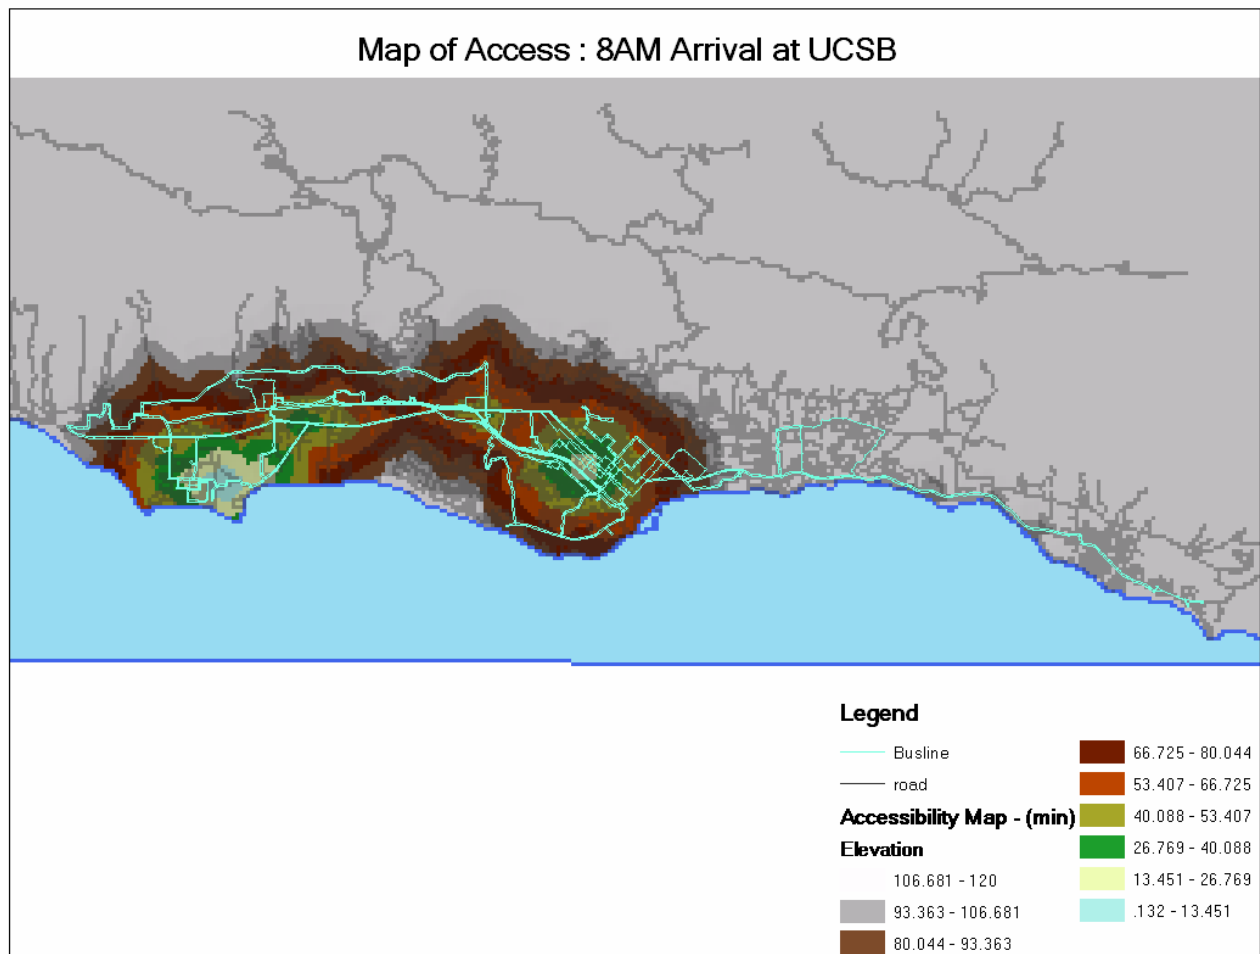 Map of Access : 8AM Arrival at UCSB
Legend
Busline
road
Accessibility Map - (min)
Elevation
106.681 - 120
93.363 - 106.681
80.044 - 93.363
66.725 - 80.044
53.407 - 66.725
40.088 - 53.407
26.769 - 40.088
13.451 - 26.769
.132 - 13.451